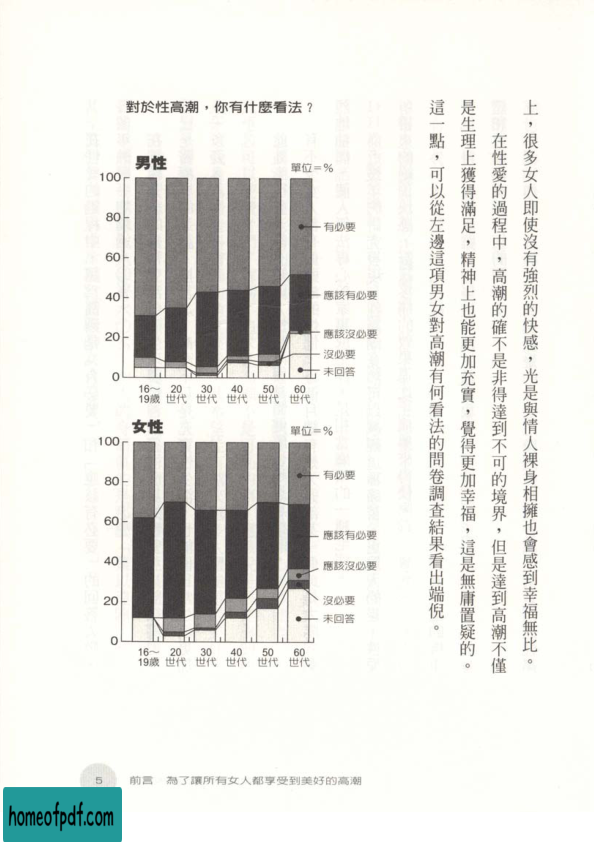 上，很多女人即使沒有強烈的快感，光是與情人裸身相擁也會感到幸福無比。
在性愛的過程中，高潮的確不是非得達到不可的境界，但是達到高潮不僅
是生理上獲得滿足，精神上也能更加充實，覺得更加幸福，這是無庸置疑的。
這一點，可以從左邊這項男女對高潮有何看法的問卷調查結果看出端倪。
對於性高潮，你有什麼看法？
男性
單位＝%
100
80
60
40
20
0
有必要
應該有必要
應該沒必要
沒必要
未回答
16～19歲
20世代
30世代
40世代
50世代
60世代
女性
單位＝%
100
80
60
40
20
0
有必要
應該有必要
應該沒必要
沒必要
未回答
16～19歲
20世代
30世代
40世代
50世代
60世代
5 前言 為了讓所有女人都享受到美好的高潮
homeofpdf.com